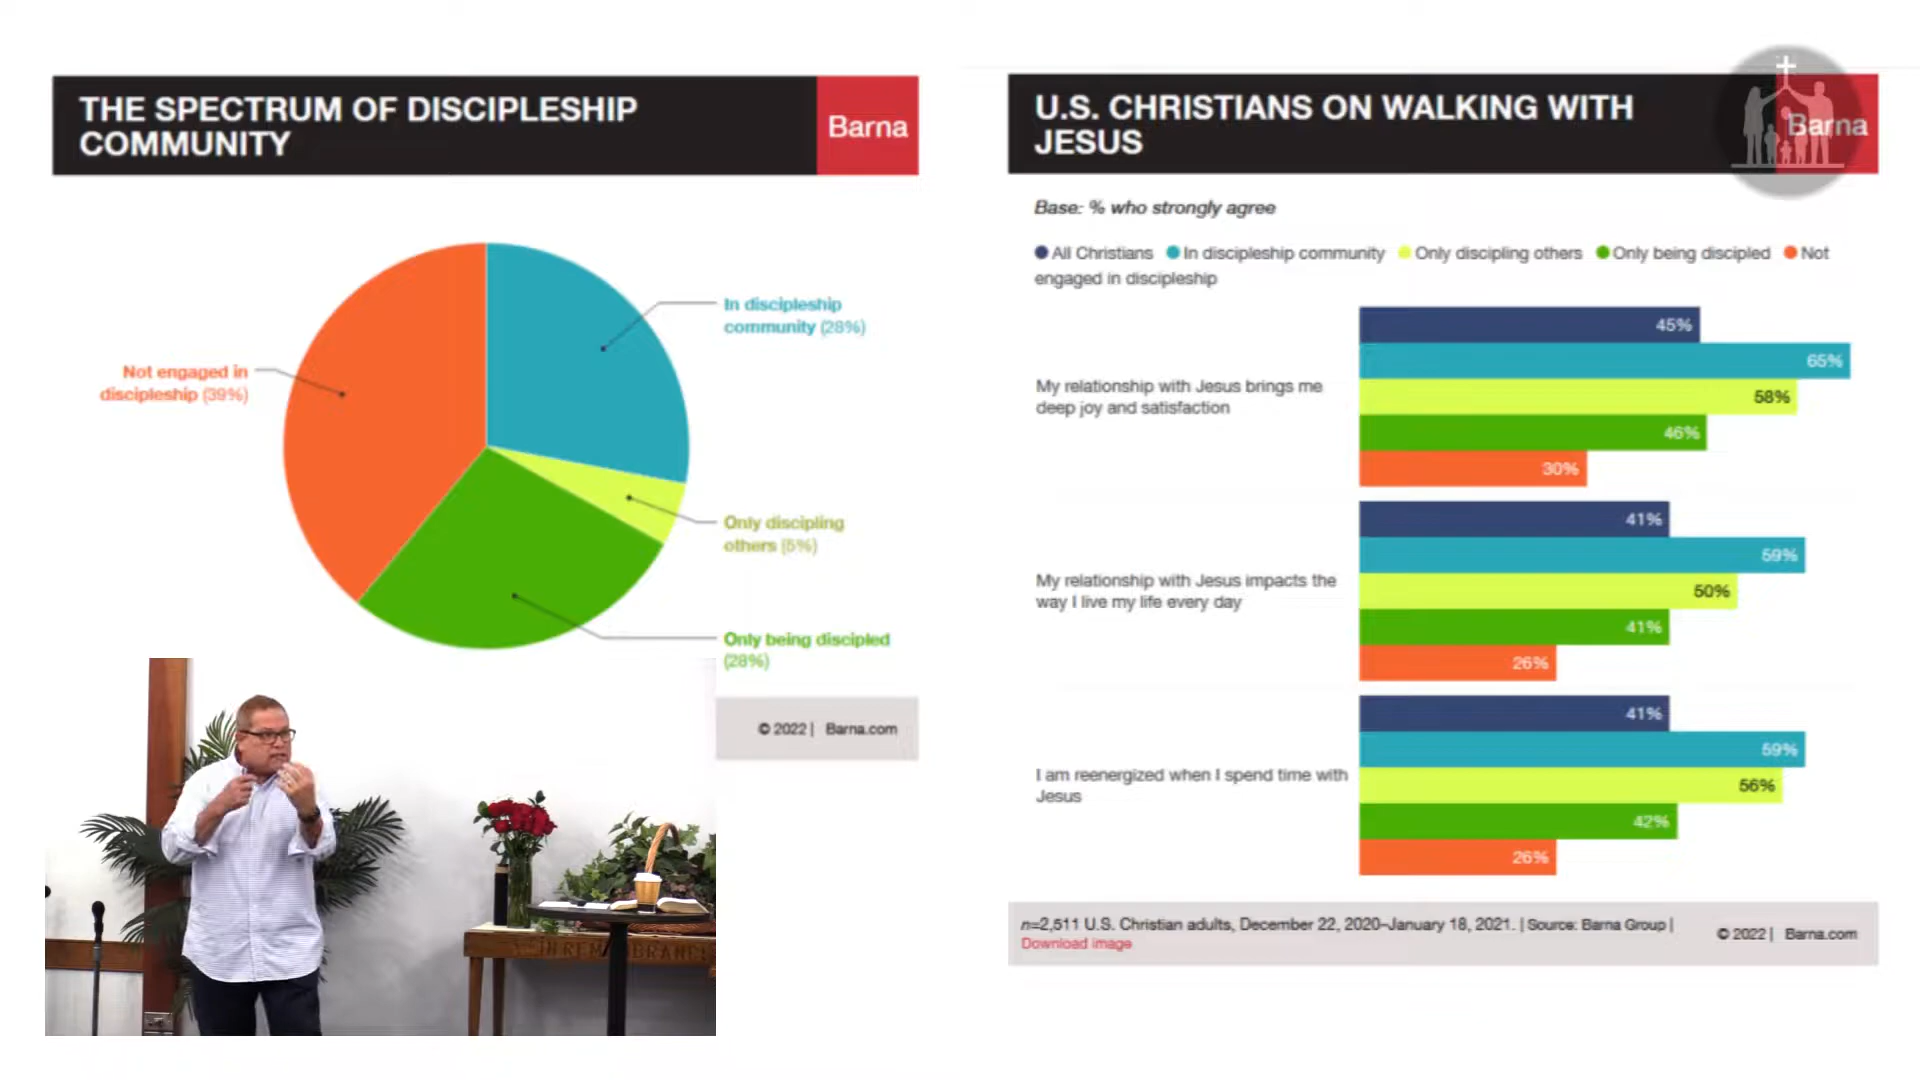 THE SPECTRUM OF DISCIPLESHIP
COMMUNITY
Barna
In discipleship
community (28%)
Not engaged in
discipleship (39%)
Only discipling
others (5%)
Only being discipled
(28%)
© 2022 | Barna.com
U.S. CHRISTIANS ON WALKING WITH
JESUS
Barna
Base: % who strongly agree
All Christians In discipleship community Only discipling others Only being discipled Not
engaged in discipleship
My relationship with Jesus brings me
deep joy and satisfaction
45%
65%
58%
46%
30%
My relationship with Jesus impacts the
way I live my life every day
41%
59%
50%
41%
26%
I am reenergized when I spend time with
Jesus
41%
59%
56%
42%
26%
n=2,511 U.S. Christian adults, December 22, 2020–January 18, 2021. | Source: Barna Group |
Download image
© 2022 | Barna.com
IN REMEMBRANCE